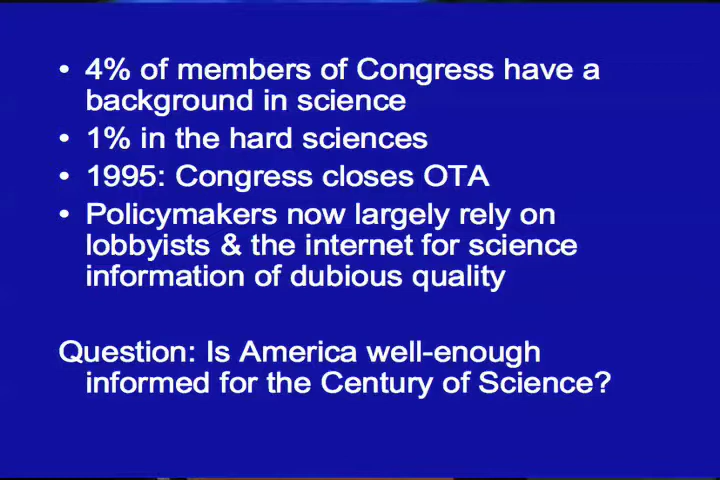 • 4% of members of Congress have a
background in science
• 1% in the hard sciences
• 1995: Congress closes OTA
• Policymakers now largely rely on
lobbyists & the internet for science
information of dubious quality
Question: Is America well-enough
informed for the Century of Science?